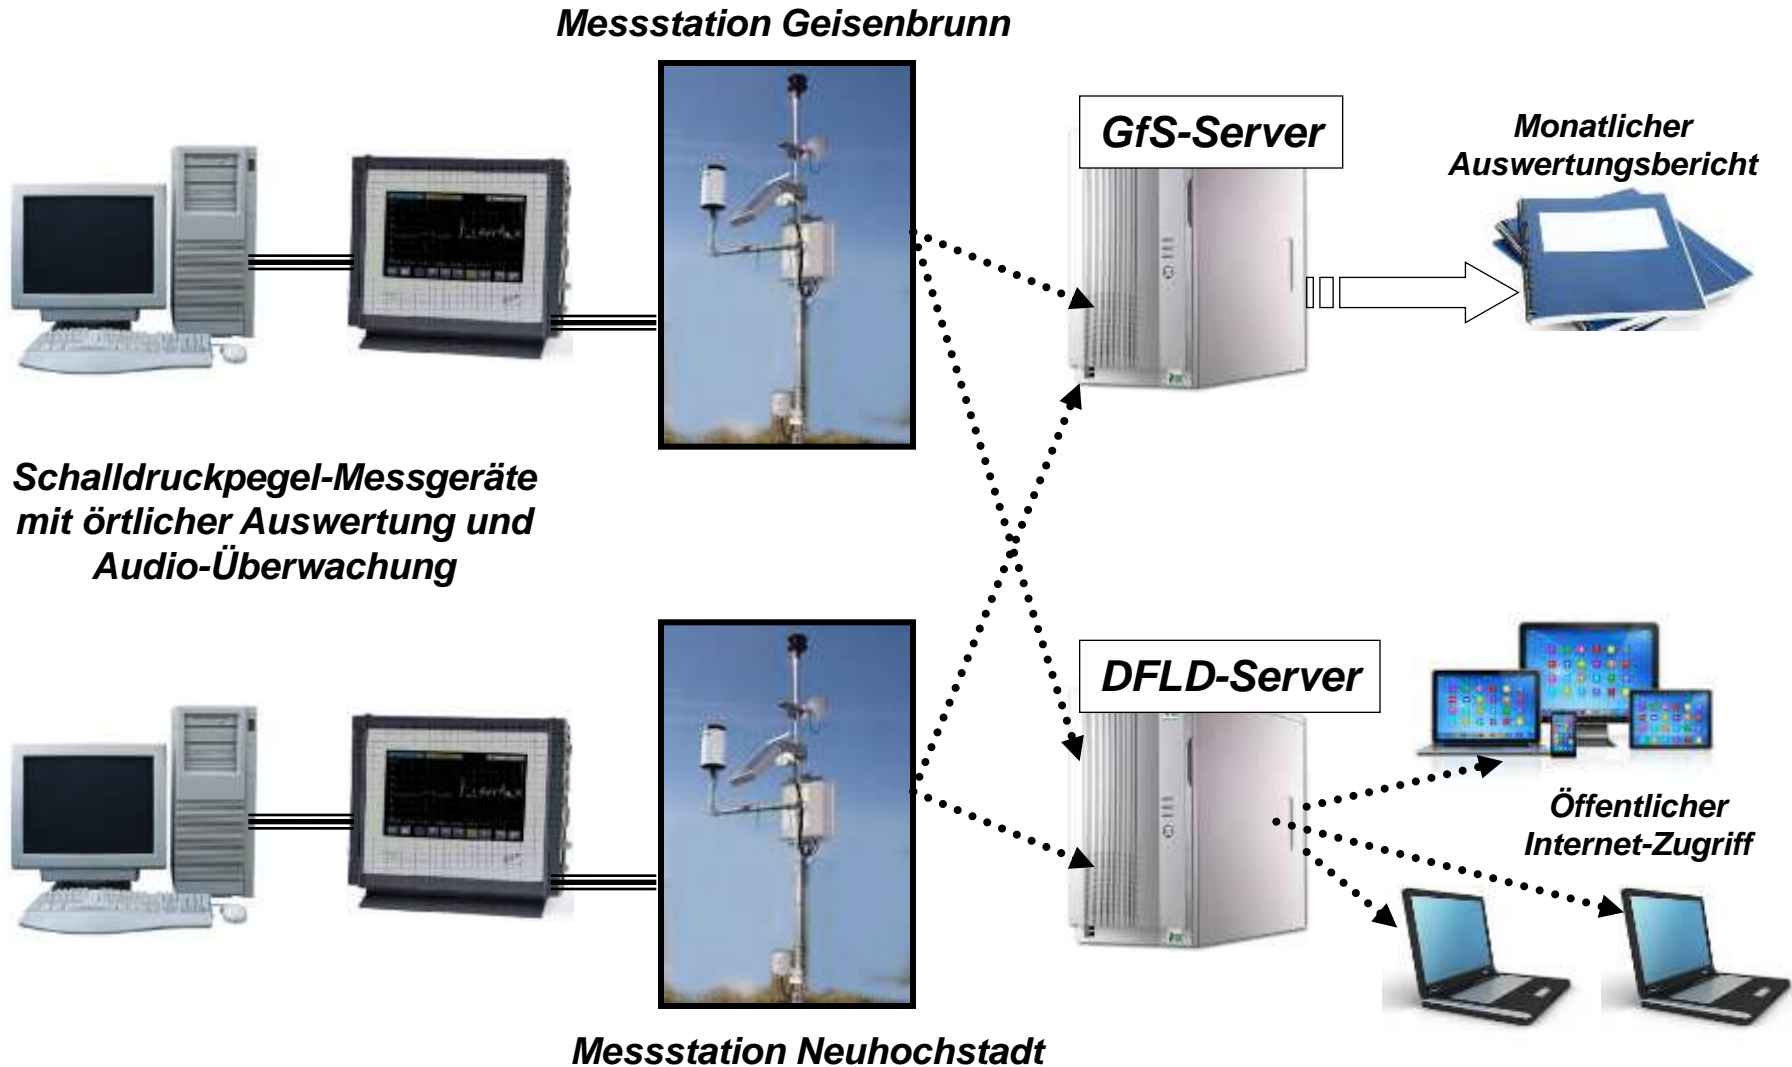 Messstation Geisenbrunn
GfS-Server
Monatlicher
Auswertungsbericht
Schalldruckpegel-Messgeräte
mit örtlicher Auswertung und
Audio-Überwachung
DFLD-Server
Öffentlicher
Internet-Zugriff
Messstation Neuhochstadt